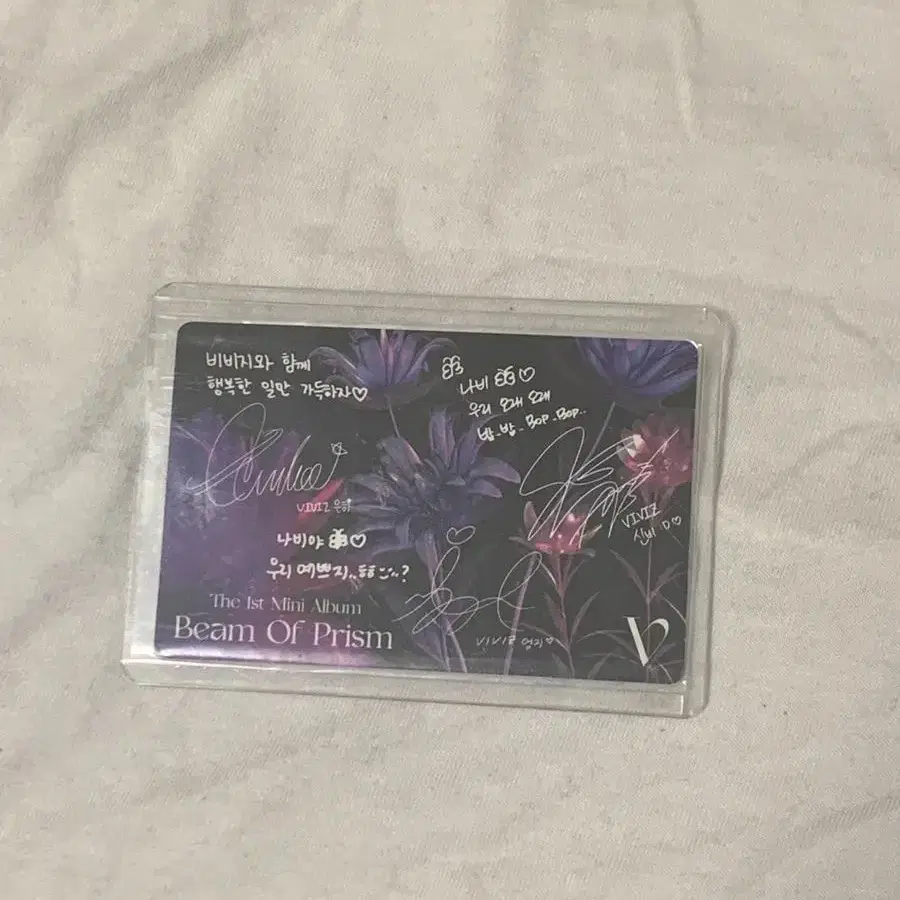 비비지와 함께
행복한 일만 가득하자♡
VIVIZ 은하
나비 ♡
우리 오래 오래
밥-밥-BOP-BOP..
VIVIZ
신비 :D♡
나비야 ♡
우리 예쁘지..ㅎㅎ..?
VIVIZ 엄지♡
The 1st Mini Album
Beam Of Prism
V